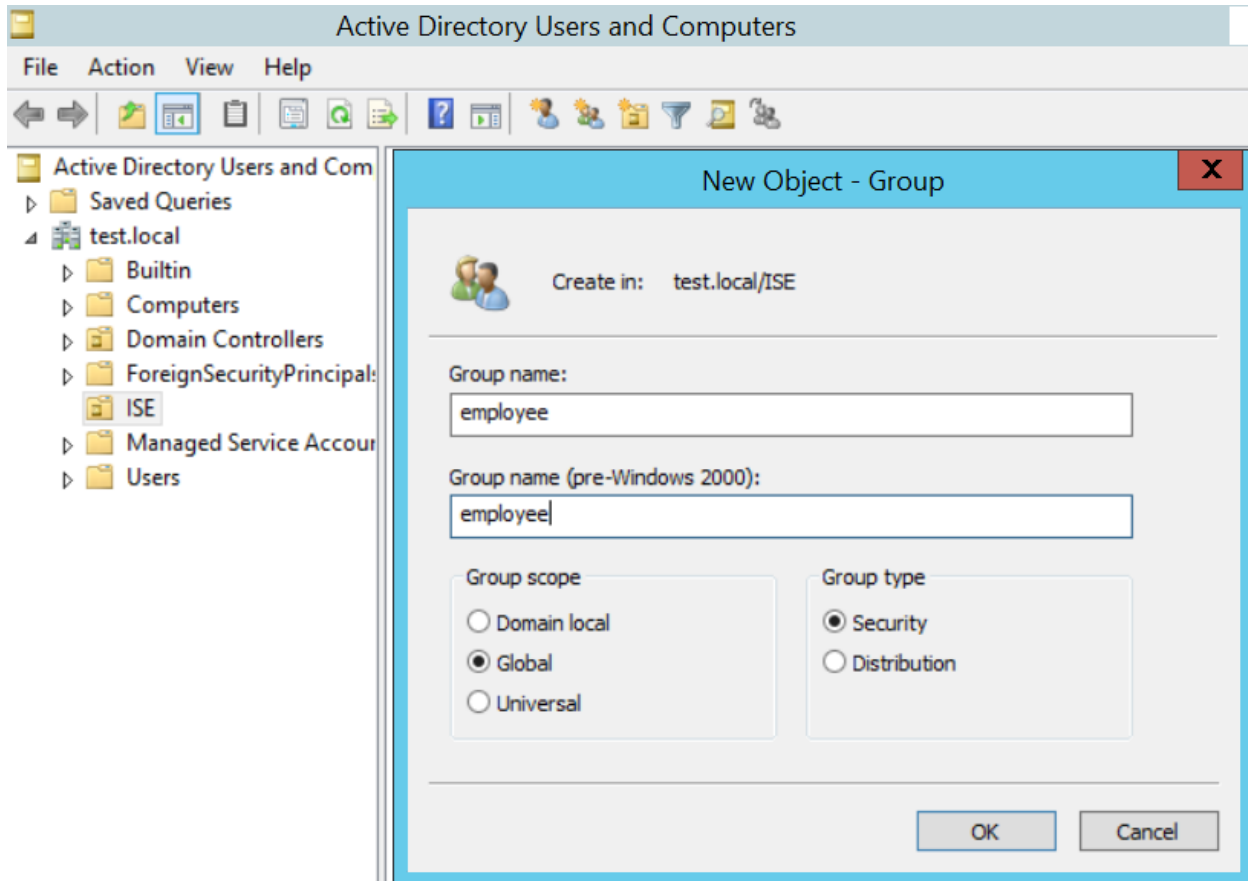 Active Directory Users and Computers
File Action View Help
Active Directory Users and Com
Saved Queries
test.local
Builtin
Computers
Domain Controllers
ForeignSecurityPrincipals
ISE
Managed Service Accour
Users
New Object - Group
X
Create in: test.local/ISE
Group name:
employee
Group name (pre-Windows 2000):
employee
Group scope
Domain local
Global
Universal
Group type
Security
Distribution
OK Cancel